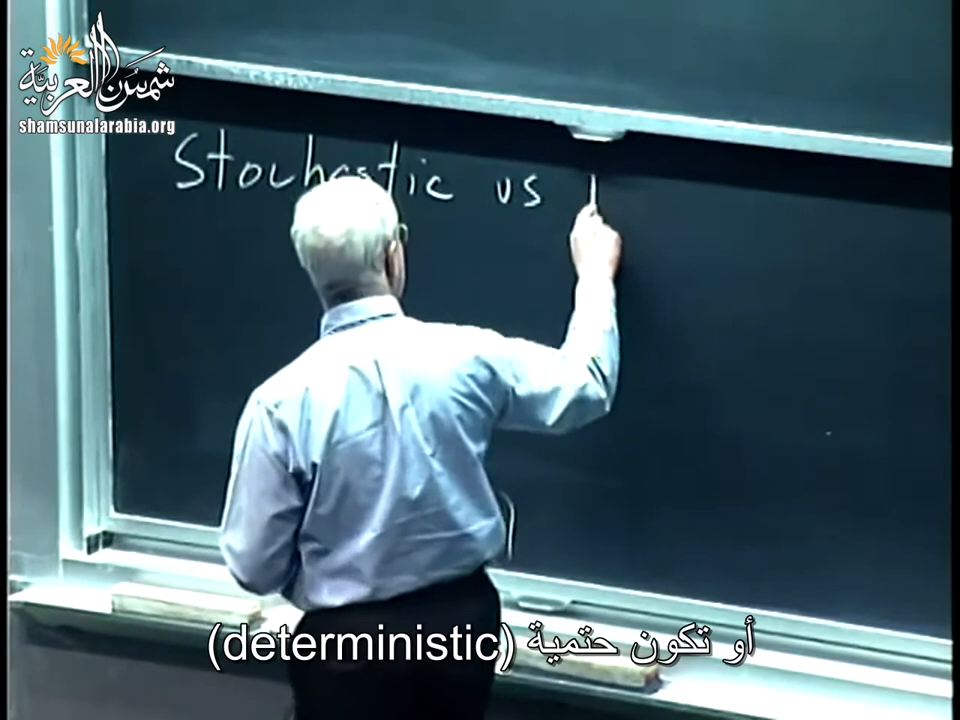 شمس العربية
shamsunalarabia.org
Stochastic vs
أو تكون حتمية (deterministic)